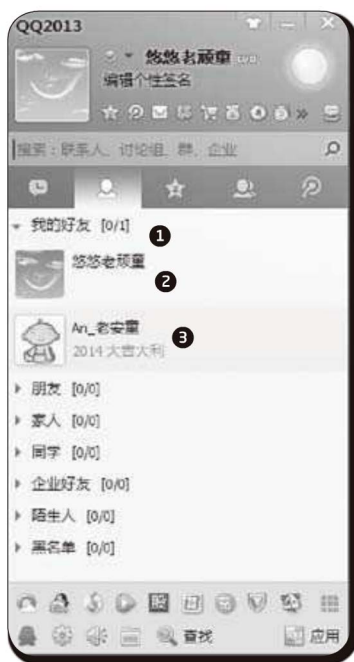 QQ2013
悠悠老顽童
编辑个性签名
搜索：联系人、讨论组、群、企业
我的好友 [0/1]
1
悠悠老顽童
2
An_老安童
3
2014 大吉大利
朋友 [0/0]
家人 [0/0]
同学 [0/0]
企业好友 [0/0]
陌生人 [0/0]
黑名单 [0/0]
查找
应用